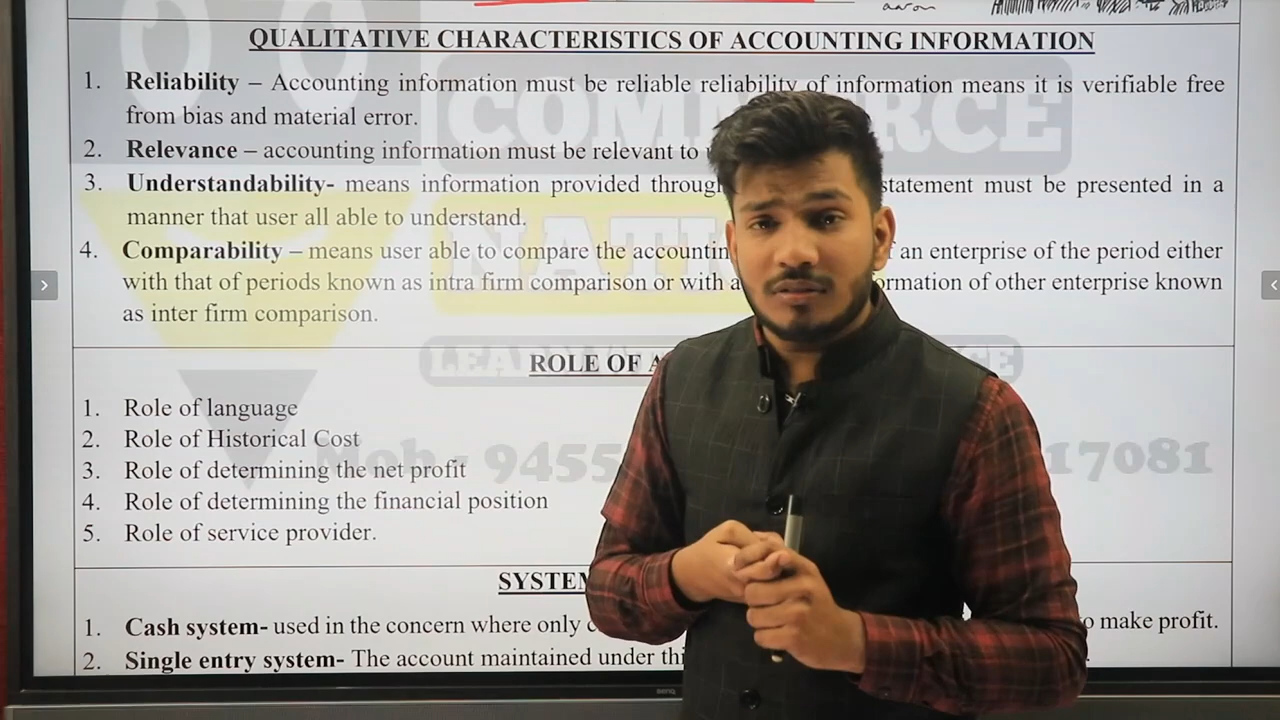 aaron
QUALITATIVE CHARACTERISTICS OF ACCOUNTING INFORMATION
1. Reliability – Accounting information must be reliable reliability of information means it is verifiable free
from bias and material error.
2. Relevance – accounting information must be relevant to
3. Understandability- means information provided throug statement must be presented in a
manner that user all able to understand.
4. Comparability – means user able to compare the accountin an enterprise of the period either
with that of periods known as intra firm comparison or with a ormation of other enterprise known
as inter firm comparison.
ROLE OF A
1. Role of language
2. Role of Historical Cost
3. Role of determining the net profit
4. Role of determining the financial position
5. Role of service provider.
SYSTEM
1. Cash system- used in the concern where only o make profit.
2. Single entry system- The account maintained under thi
COMMERCE
Mob : 9455 17081
BENQ